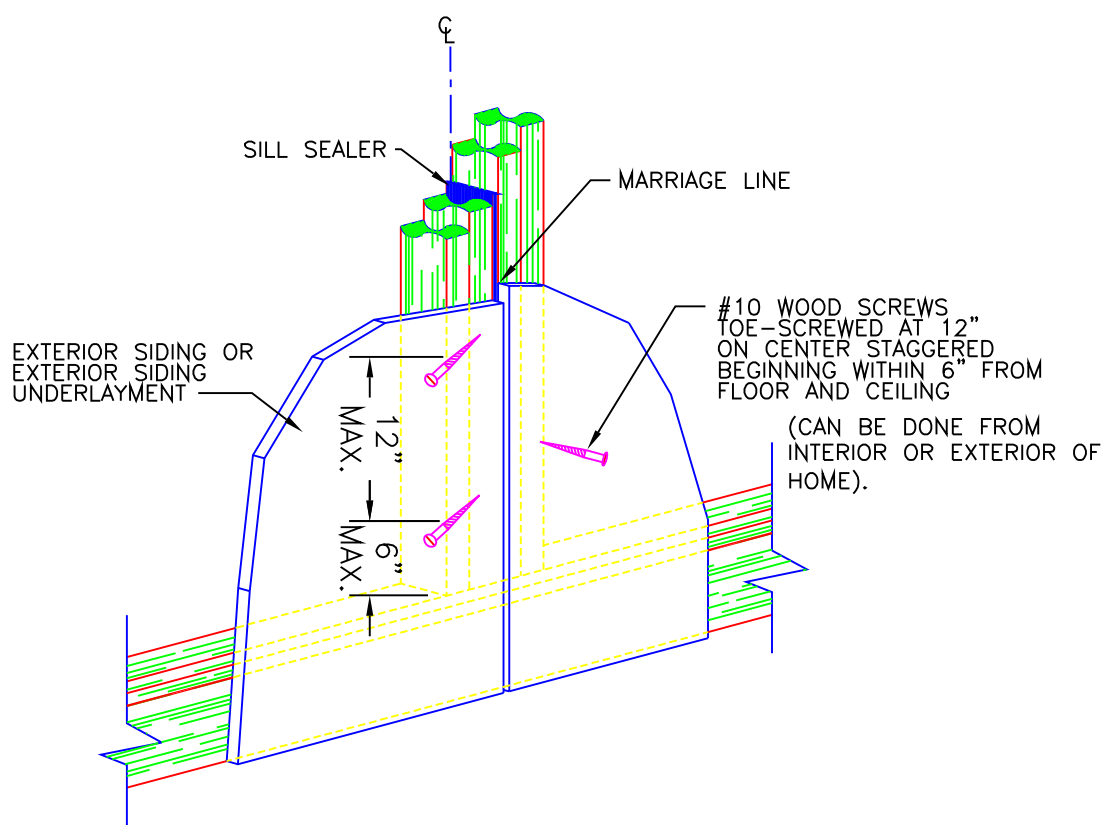 ℄
SILL SEALER
MARRIAGE LINE
#10 WOOD SCREWS
TOE-SCREWED AT 12"
ON CENTER STAGGERED
BEGINNING WITHIN 6" FROM
FLOOR AND CEILING
(CAN BE DONE FROM
INTERIOR OR EXTERIOR OF
HOME).
EXTERIOR SIDING OR
EXTERIOR SIDING
UNDERLAYMENT
12"
MAX.
6"
MAX.